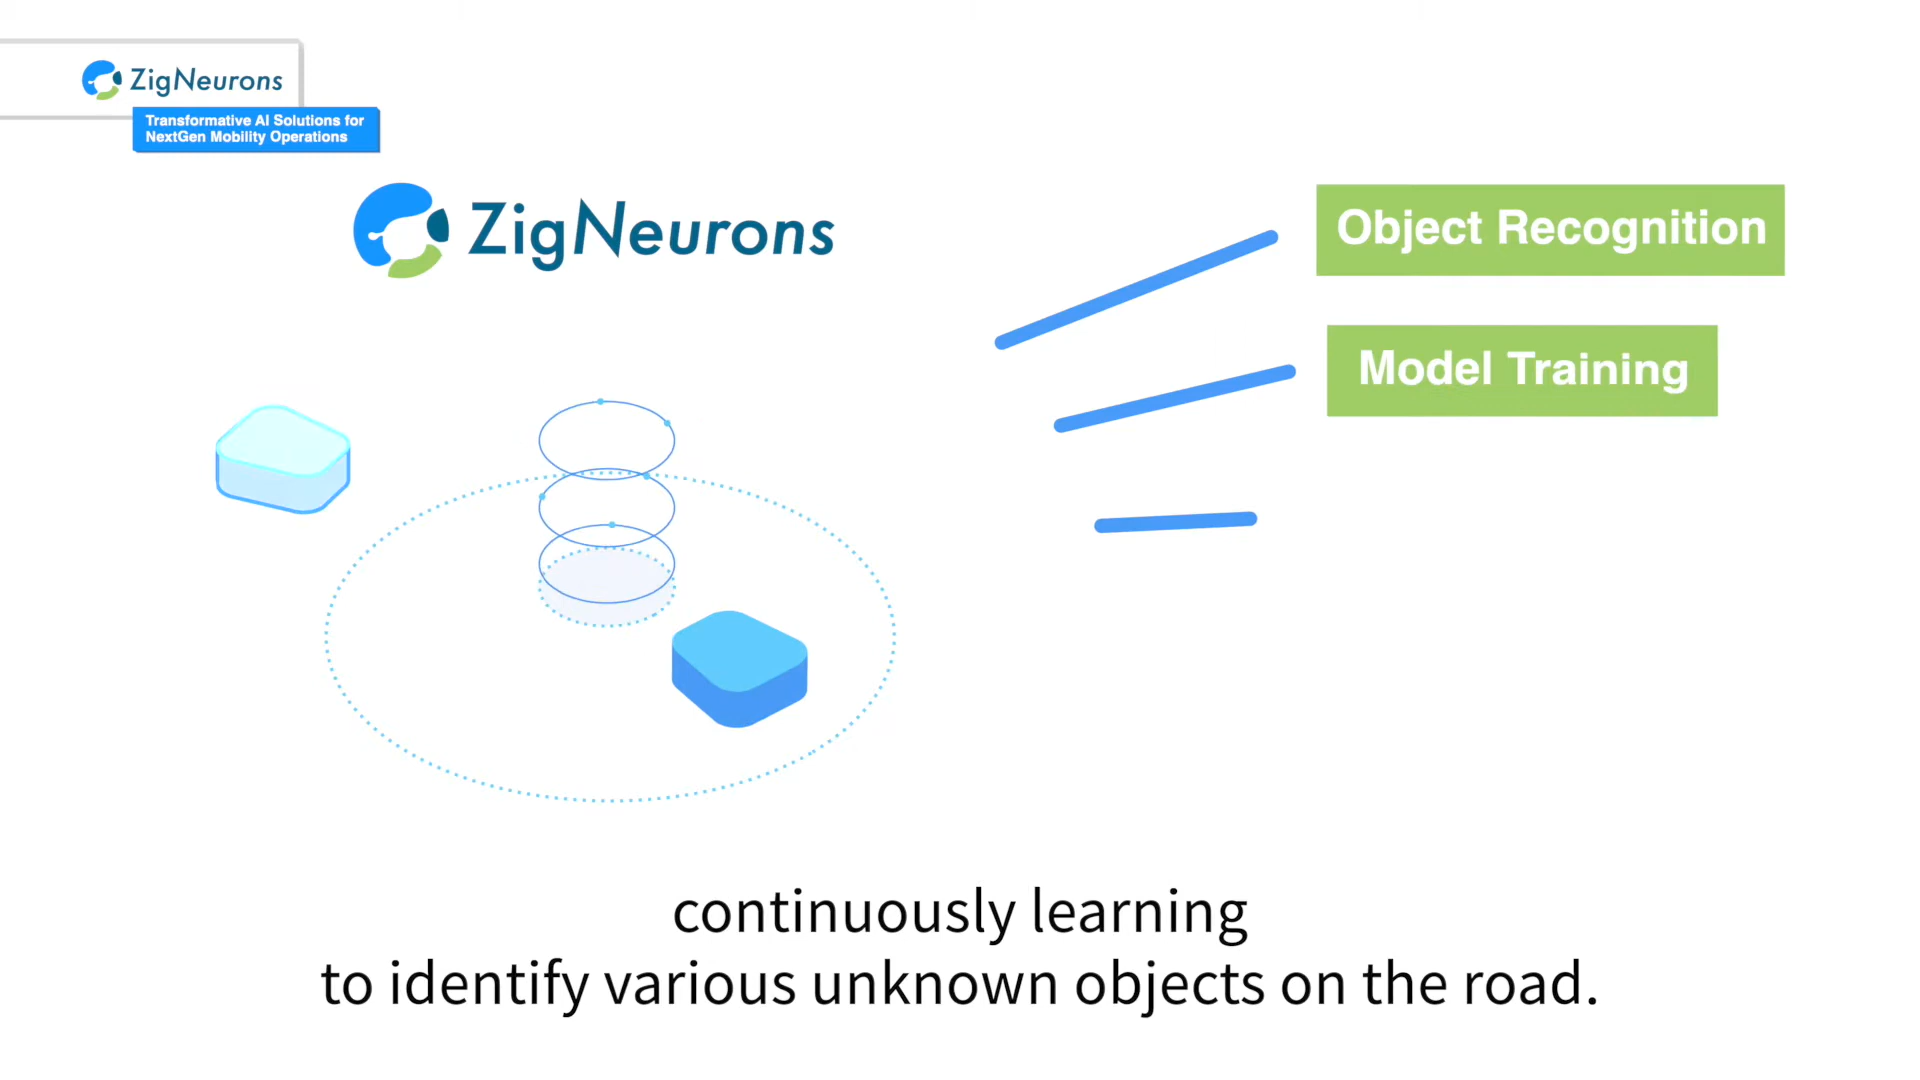 ZigNeurons
Transformative AI Solutions for
NextGen Mobility Operations
ZigNeurons
Object Recognition
Model Training
continuously learning
to identify various unknown objects on the road.